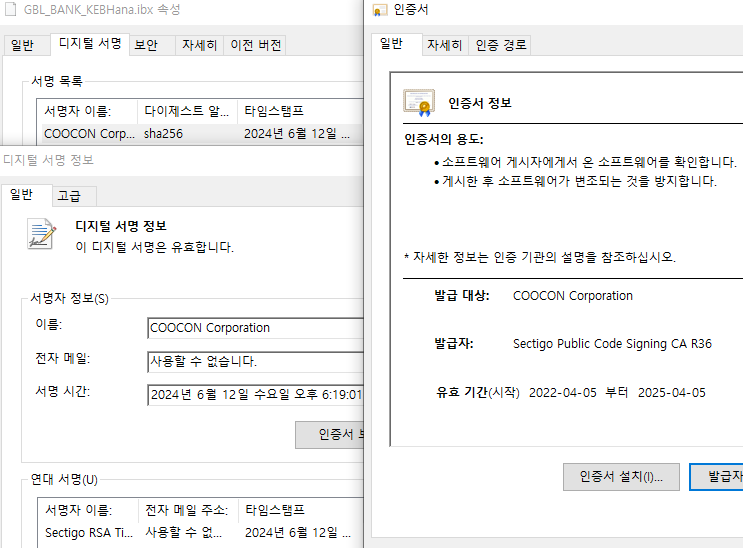 GBL_BANK_KEBHana.ibx 속성
일반 디지털 서명 보안 자세히 이전 버전
서명 목록
서명자 이름: 다이제스트 알... 타임스탬프
COOCON Corp... sha256 2024년 6월 12일 ...
디지털 서명 정보
일반 고급
디지털 서명 정보
이 디지털 서명은 유효합니다.
서명자 정보(S)
이름: COOCON Corporation
전자 메일: 사용할 수 없습니다.
서명 시간: 2024년 6월 12일 수요일 오후 6:19:01
인증서 보
연대 서명(U)
서명자 이름: 전자 메일 주소: 타임스탬프
Sectigo RSA Ti... 사용할 수 없... 2024년 6월 12일 ...
인증서
일반 자세히 인증 경로
인증서 정보
인증서의 용도:
• 소프트웨어 게시자에게서 온 소프트웨어를 확인합니다.
• 게시한 후 소프트웨어가 변조되는 것을 방지합니다.
* 자세한 정보는 인증 기관의 설명을 참조하십시오.
발급 대상: COOCON Corporation
발급자: Sectigo Public Code Signing CA R36
유효 기간(시작) 2022-04-05 부터 2025-04-05
인증서 설치(I)... 발급자